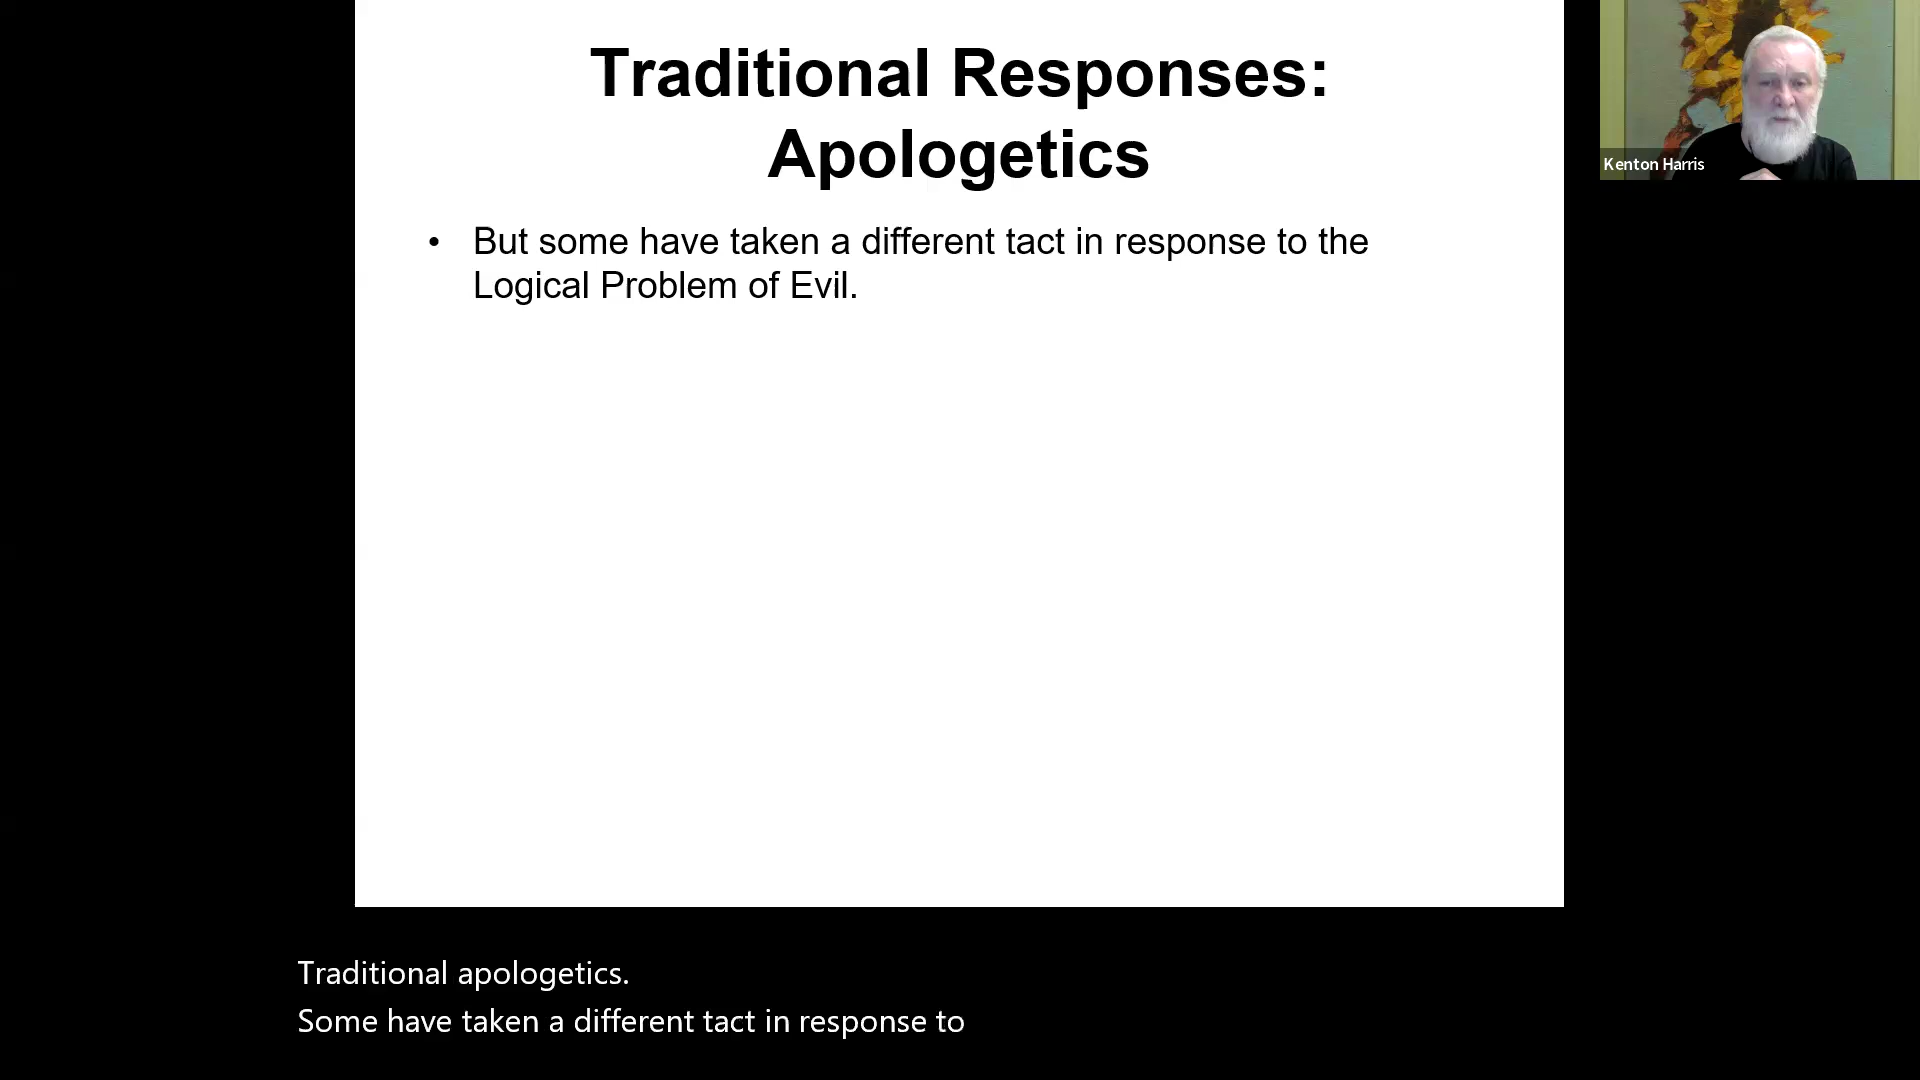 Traditional Responses:
Apologetics
• But some have taken a different tact in response to the
Logical Problem of Evil.
Kenton Harris
Traditional apologetics.
Some have taken a different tact in response to